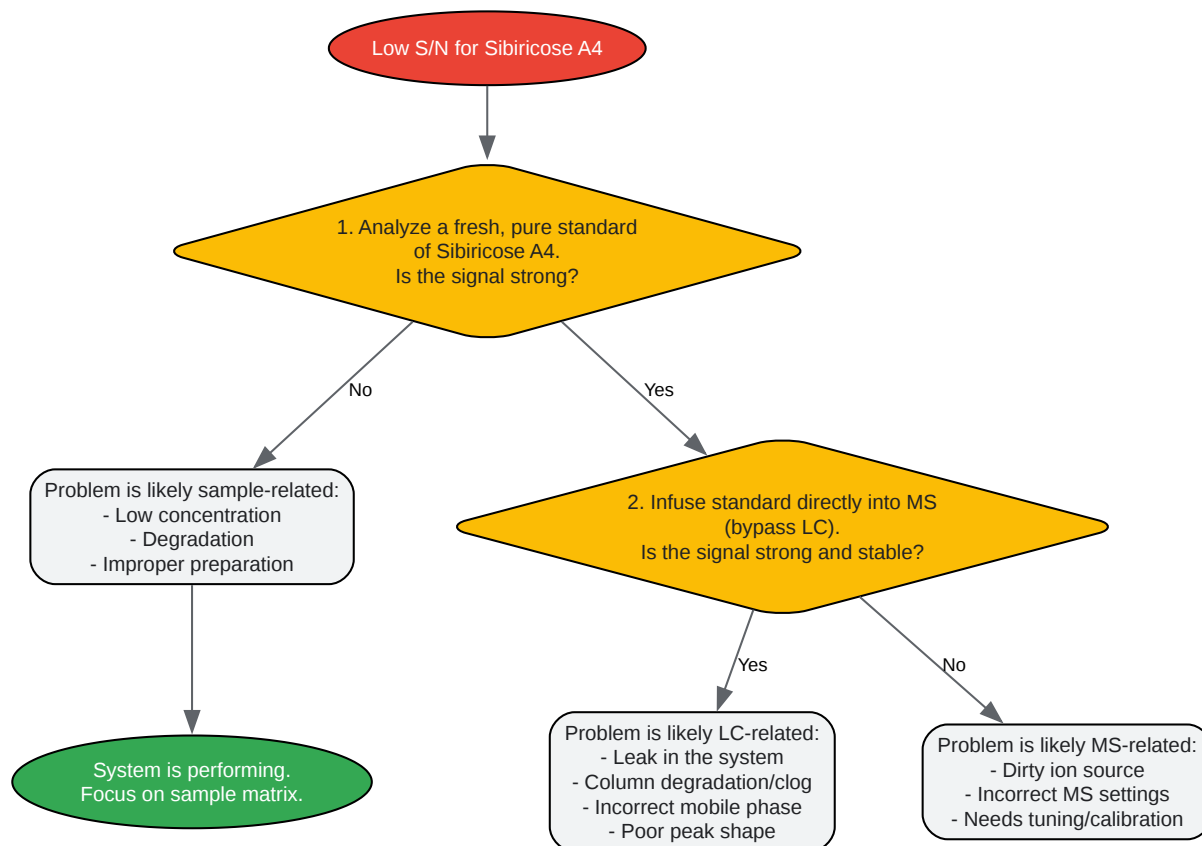 Low S/N for Sibiricose A4
1. Analyze a fresh, pure standard
of Sibiricose A4.
Is the signal strong?
No
Yes
Problem is likely sample-related:
- Low concentration
- Degradation
- Improper preparation
2. Infuse standard directly into MS
(bypass LC).
Is the signal strong and stable?
Yes
No
System is performing.
Focus on sample matrix.
Problem is likely LC-related:
- Leak in the system
- Column degradation/clog
- Incorrect mobile phase
- Poor peak shape
Problem is likely MS-related:
- Dirty ion source
- Incorrect MS settings
- Needs tuning/calibration